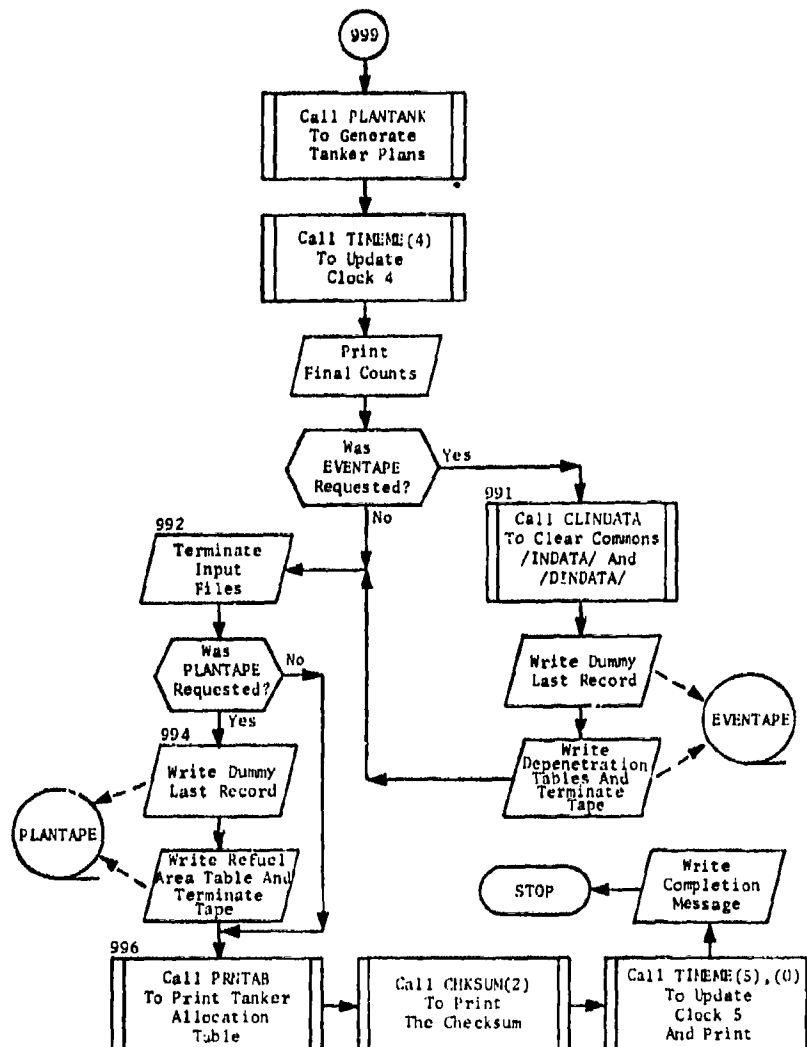 999
Call PLANTANK
To Generate
Tanker Plans
Call TIMEME(4)
To Update
Clock 4
Print
Final Counts
Was
EVENTAPE
Requested?
Yes
No
991
Call CLINDATA
To Clear Commons
/INDATA/ And
/DINDATA/
992
Terminate
Input
Files
Was
PLANTAPE
Requested?
No
Yes
Write Dummy
Last Record
EVENTAPE
994
Write Dummy
Last Record
Write
Depenetration
Tables And
Terminate
Tape
PLANTAPE
Write Refuel
Area Table And
Terminate
Tape
Write
Completion
Message
STOP
996
Call PRNTAB
To Print Tanker
Allocation
Table
Call CHKSUM(2)
To Print
The Checksum
Call TIMEME(5),(0)
To Update
Clock 5
And Print